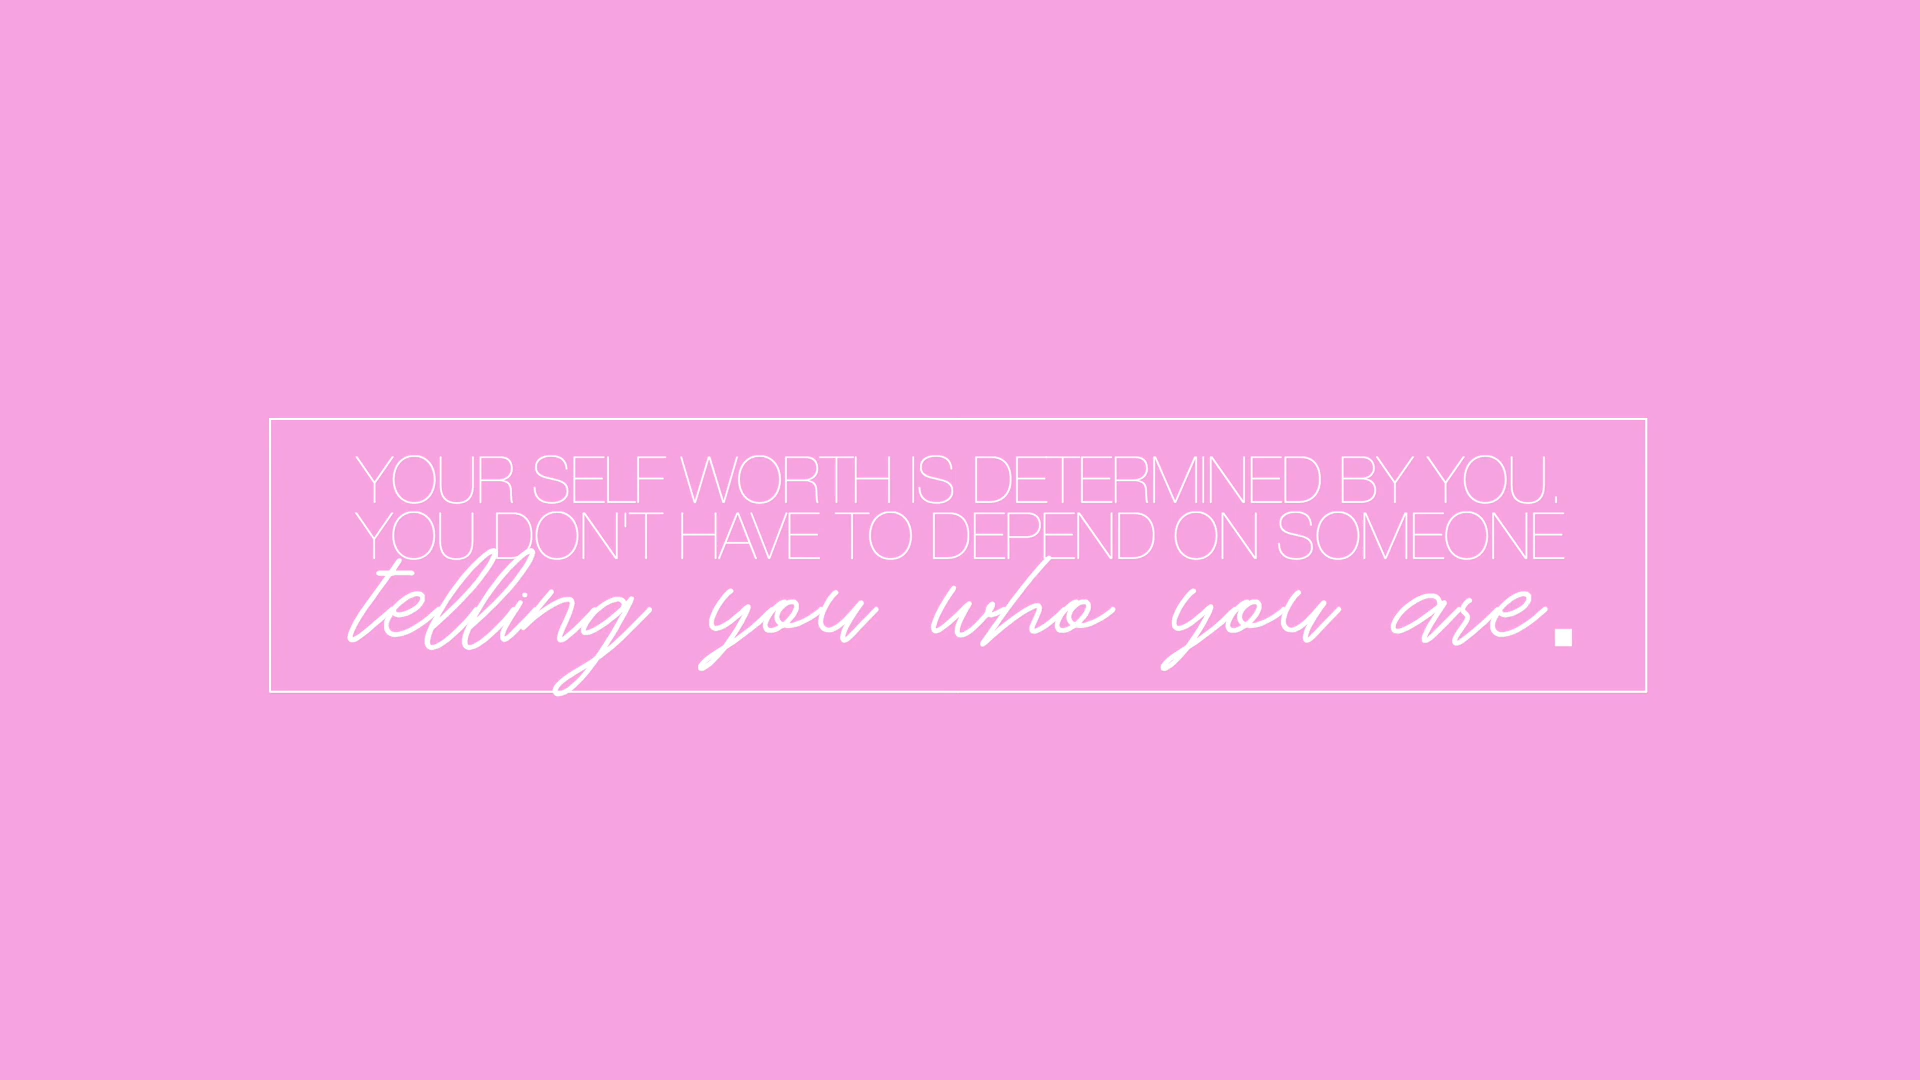 YOUR SELF WORTH IS DETERMINED BY YOU.
YOU DON'T HAVE TO DEPEND ON SOMEONE
telling you who you are.